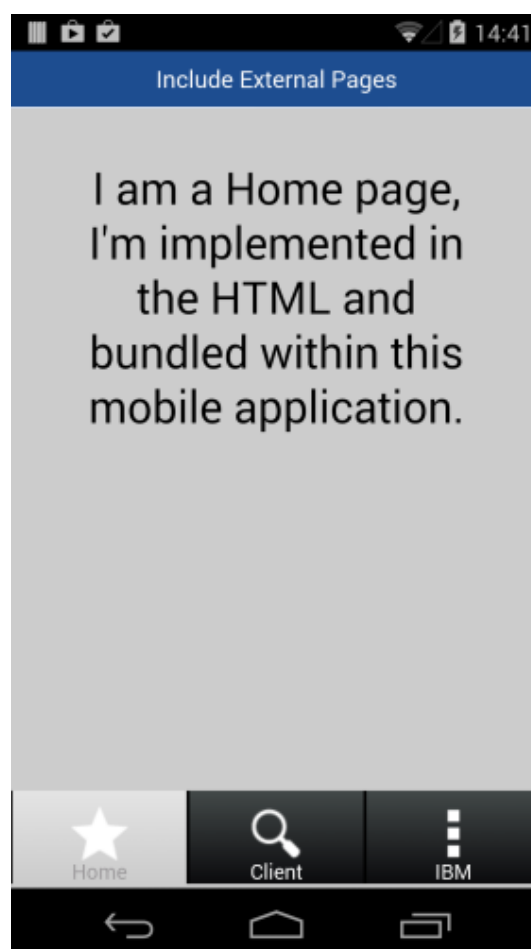 14:41
Include External Pages
I am a Home page,
I'm implemented in
the HTML and
bundled within this
mobile application.
Home Client IBM